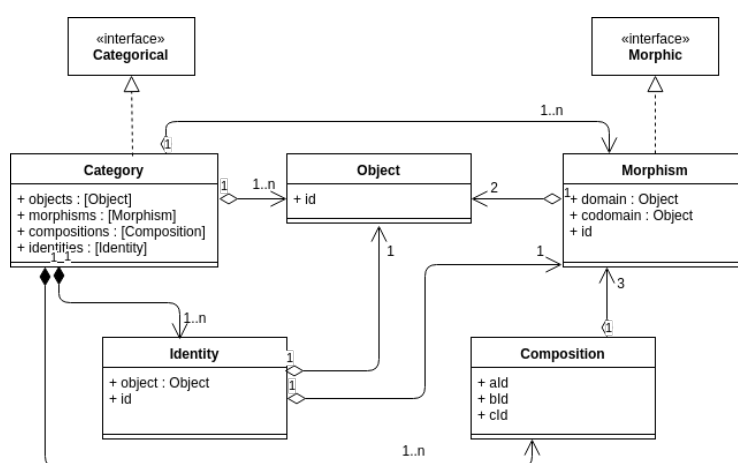 «interface»
Categorical
«interface»
Morphic
1..n
1
Category
+ objects : [Object]
+ morphisms : [Morphism]
+ compositions : [Composition]
+ identities : [Identity]
1
1..n
Object
+ id
2
1
Morphism
+ domain : Object
+ codomain : Object
+ id
1
1
1
1
3
1..n
Identity
+ object : Object
+ id
1
1
1
Composition
+ aId
+ bId
+ cId
1..n